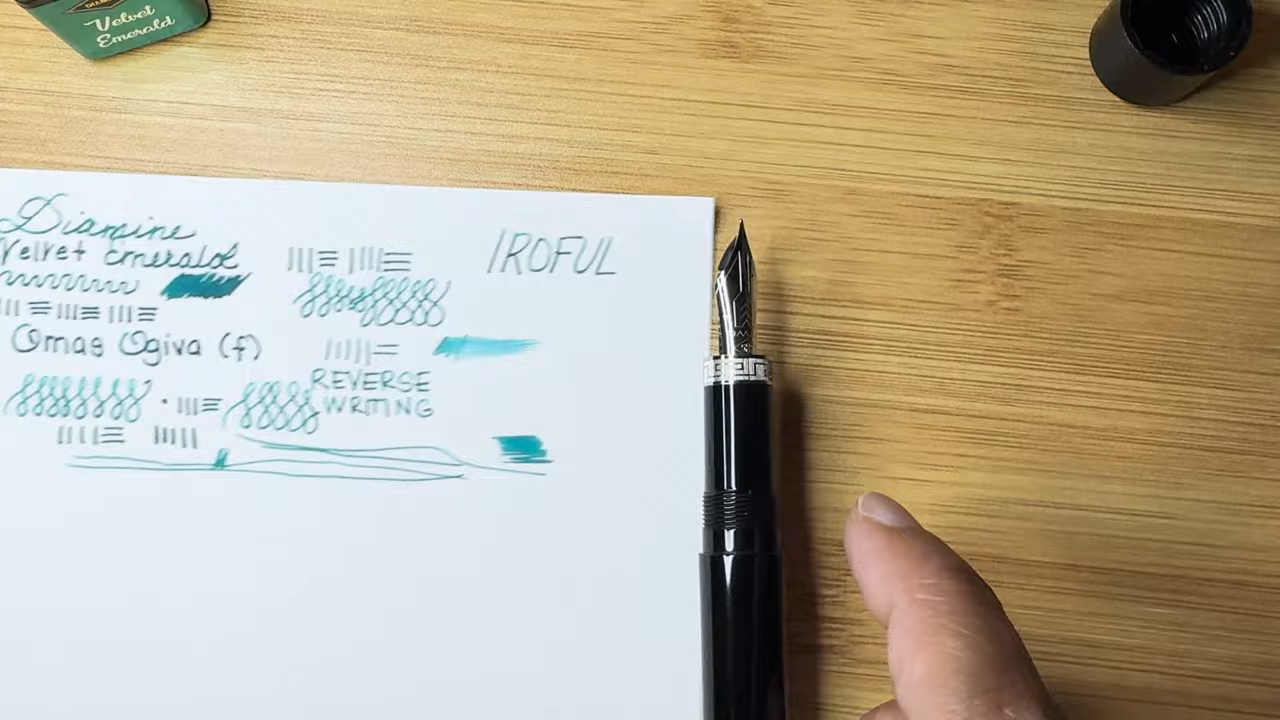 Velvet
Emerald
Diamine
Velvet Emerald
IROFUL
Omas Ogiva (f)
REVERSE
WRITING